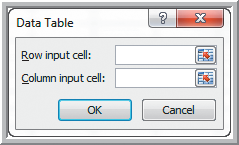 Data Table
?
Row input cell:
Column input cell:
OK Cancel